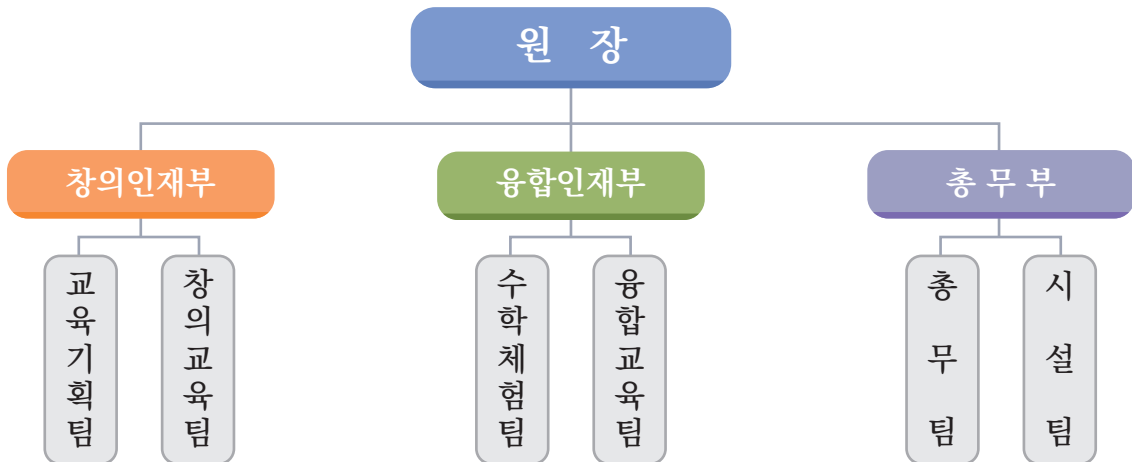 원 장
창의인재부
융합인재부
총 무 부
교육기획팀
창의교육팀
수학체험팀
융합교육팀
총 무 팀
시 설 팀